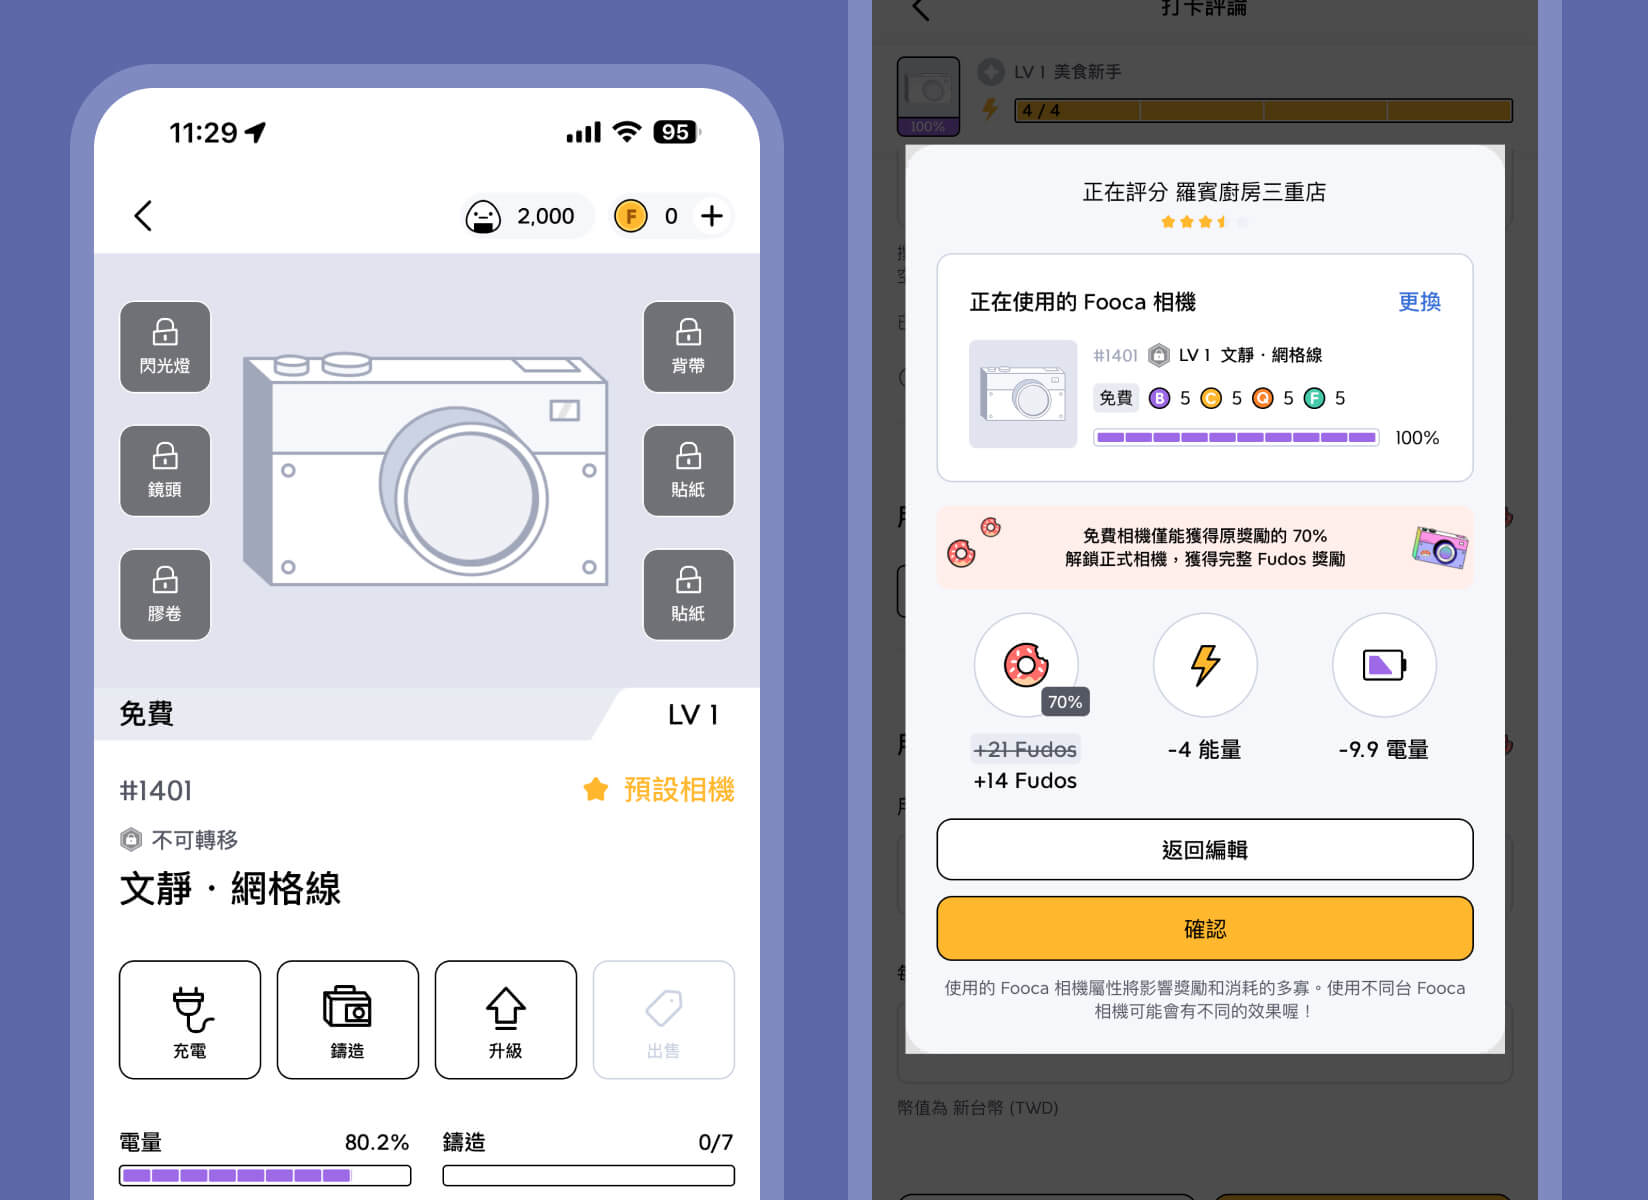 11:29
95
2,000
F
0
閃光燈
背帶
鏡頭
貼紙
膠卷
貼紙
免費
LV 1
#1401
預設相機
不可轉移
文靜·網格線
充電
鑄造
升級
出售
電量
80.2%
鑄造
0/7
打卡評論
LV 1 美食新手
4 / 4
100%
正在評分 羅賓廚房三重店
正在使用的 Fooca 相機
更換
#1401 LV 1 文靜·網格線
免費 B 5 C 5 Q 5 F 5
100%
免費相機僅能獲得原獎勵的 70%
解鎖正式相機，獲得完整 Fudos 獎勵
70%
+21 Fudos
+14 Fudos
-4 能量
-9.9 電量
返回編輯
確認
使用的 Fooca 相機屬性將影響獎勵和消耗的多寡。使用不同台 Fooca
相機可能會有不同的效果喔！
幣值為 新台幣 (TWD)